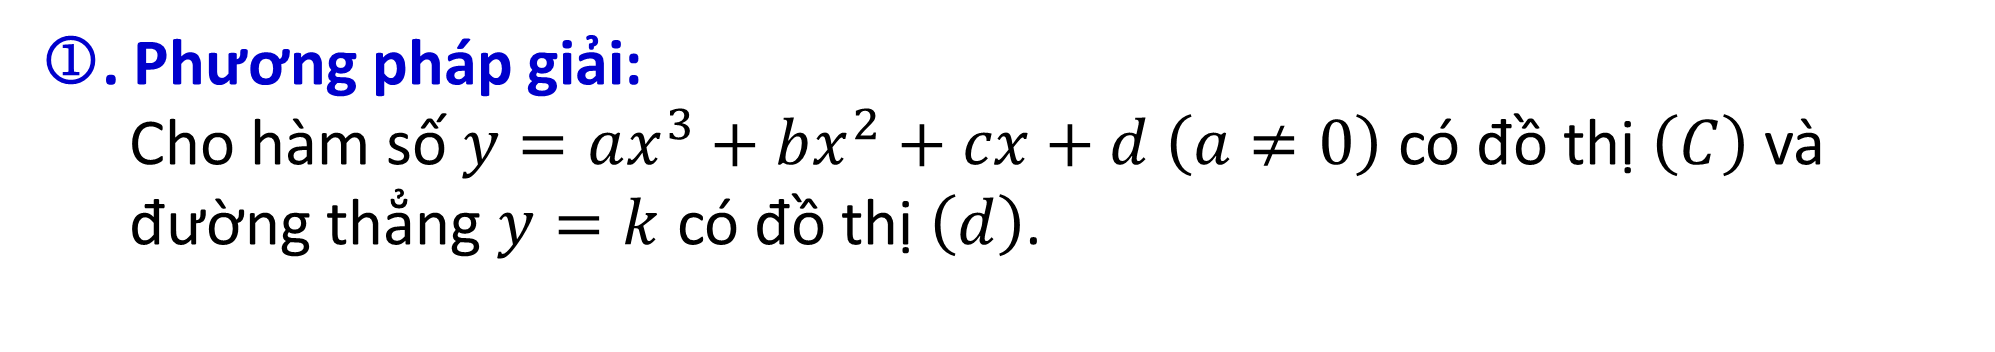 ①. Phương pháp giải:
Cho hàm số y = ax³ + bx² + cx + d (a ≠ 0) có đồ thị (C) và
đường thẳng y = k có đồ thị (d).